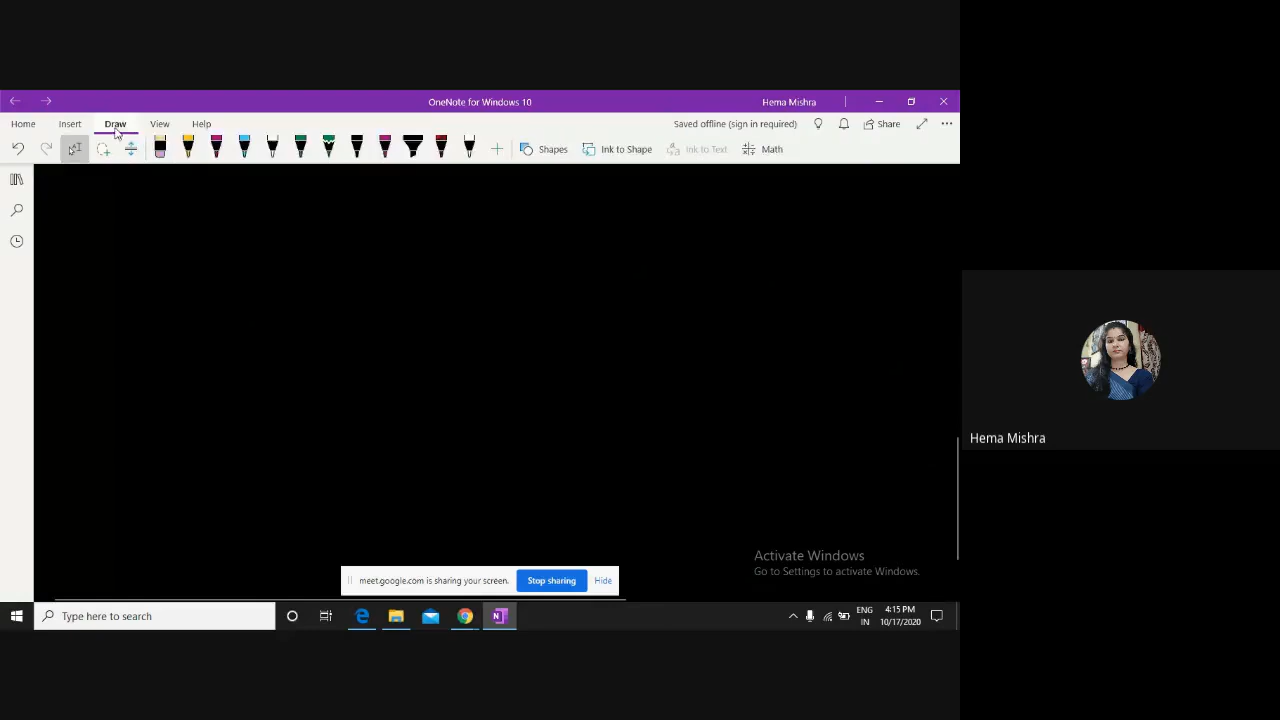 OneNote for Windows 10
Hema Mishra
Home
Insert
Draw
View
Help
Saved offline (sign in required)
Share
Shapes
Ink to Shape
Ink to Text
Math
Hema Mishra
Activate Windows
Go to Settings to activate Windows.
meet.google.com is sharing your screen.
Stop sharing
Hide
Type here to search
N
ENG
IN
4:15 PM
10/17/2020